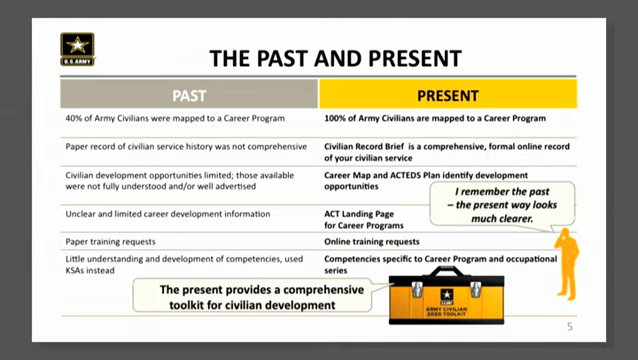 U.S.ARMY
THE PAST AND PRESENT
PAST
PRESENT
40% of Army Civilians were mapped to a Career Program
100% of Army Civilians are mapped to a Career Program
Paper record of civilian service history was not comprehensive
Civilian Record Brief is a comprehensive, formal online record
of your civilian service
Civilian development opportunities limited; those available
were not fully understood and/or well advertised
Career Map and ACTEDS Plan identify development
opportunities
I remember the past
– the present way looks
much clearer.
Unclear and limited career development information
ACT Landing Page
for Career Programs
Paper training requests
Online training requests
Little understanding and development of competencies, used
KSAs instead
Competencies specific to Career Program and occupational
series
The present provides a comprehensive
toolkit for civilian development
ARMY CIVILIAN
2020 TOOLKIT
5